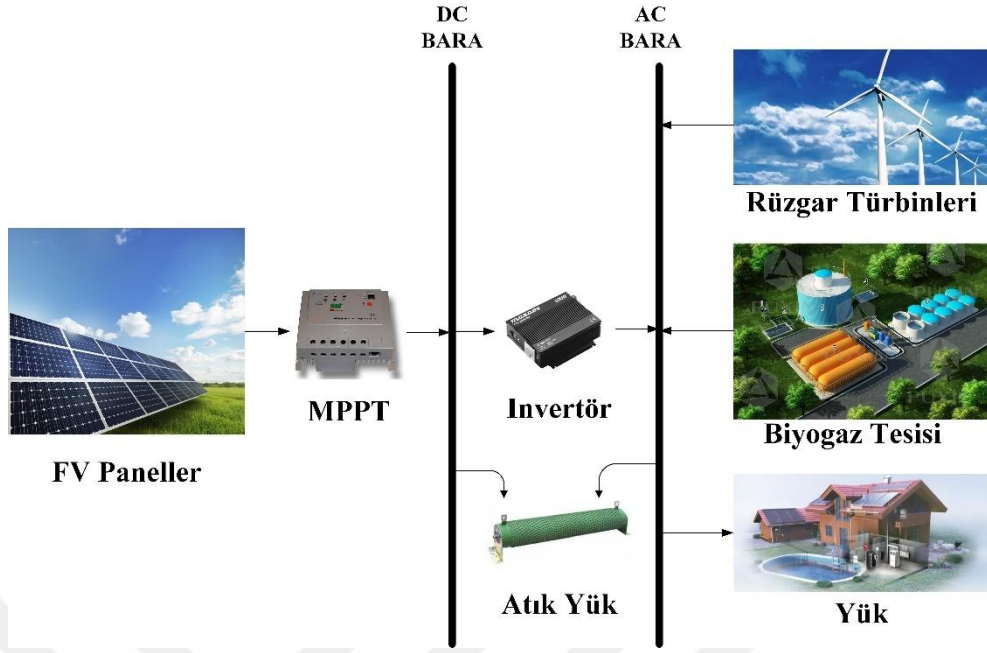 DC
BARA
AC
BARA
Rüzgar Türbinleri
FV Paneller
MPPT
Invertör
Biyogaz Tesisi
Atık Yük
Yük